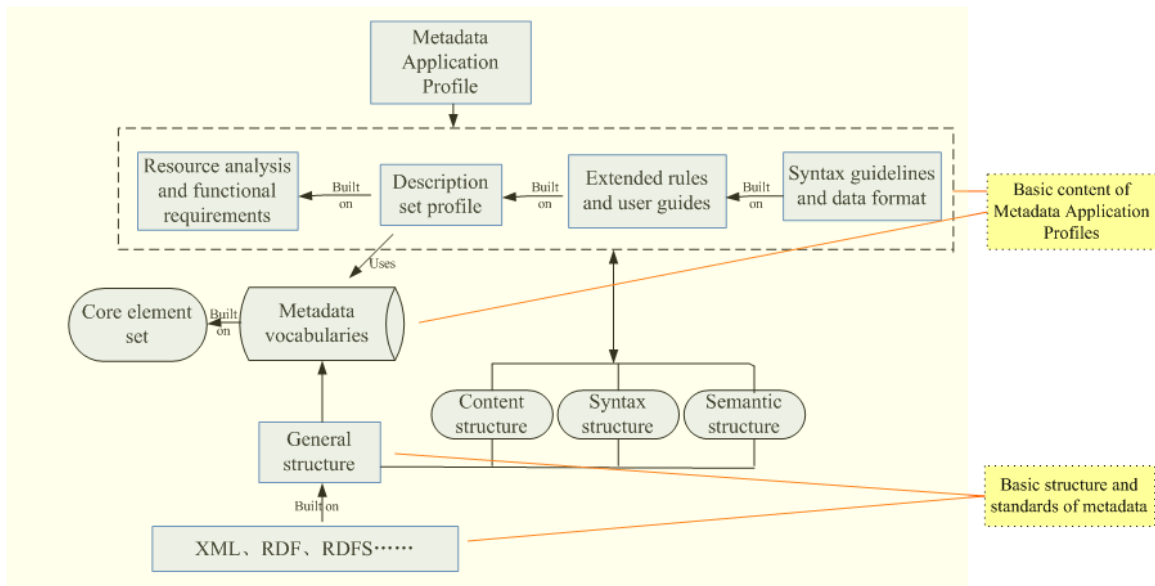 Metadata
Application
Profile
Resource analysis
and functional
requirements
Built
on
Description
set profile
Built
on
Extended rules
and user guides
Built
on
Syntax guidelines
and data format
Basic content of
Metadata Application
Profiles
Uses
Core element
set
Built
on
Metadata
vocabularies
Content
structure
Syntax
structure
Semantic
structure
General
structure
Built on
XML、RDF、RDFS……
Basic structure and
standards of metadata